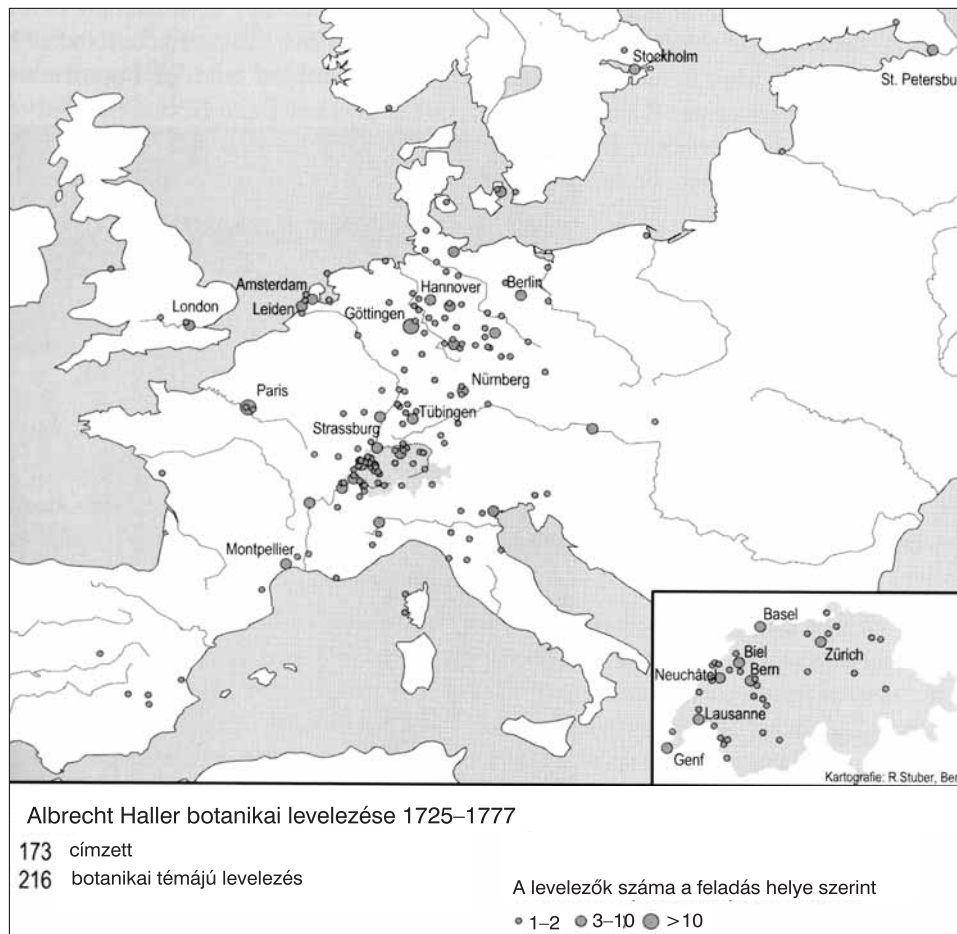 Stockholm
St. Petersbu
Amsterdam
Leiden
London
Hannover
Berlin
Göttingen
Paris
Nürnberg
Tübingen
Strassburg
Montpellier
Basel
Zürich
Biel
Bern
Neuchâtel
Lausanne
Genf
Kartografie: R.Stuber, Ber
Albrecht Haller botanikai levelezése 1725–1777
173 címzett
216 botanikai témájú levelezés
A levelezők száma a feladás helye szerint
1–2 3–10 >10